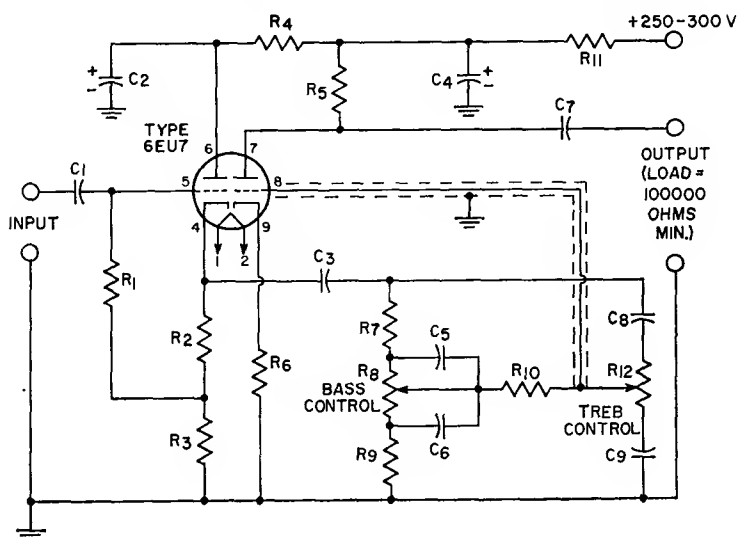 R4
+250-300 V
R11
C2
C4
R5
C7
TYPE
6EU7
6
7
C1
5
8
OUTPUT
(LOAD =
100000
OHMS
MIN.)
INPUT
4
9
1
2
C3
R1
R2
R6
R7
C5
C8
R8
BASS
CONTROL
R10
R12
TREB
CONTROL
C6
R3
R9
C9